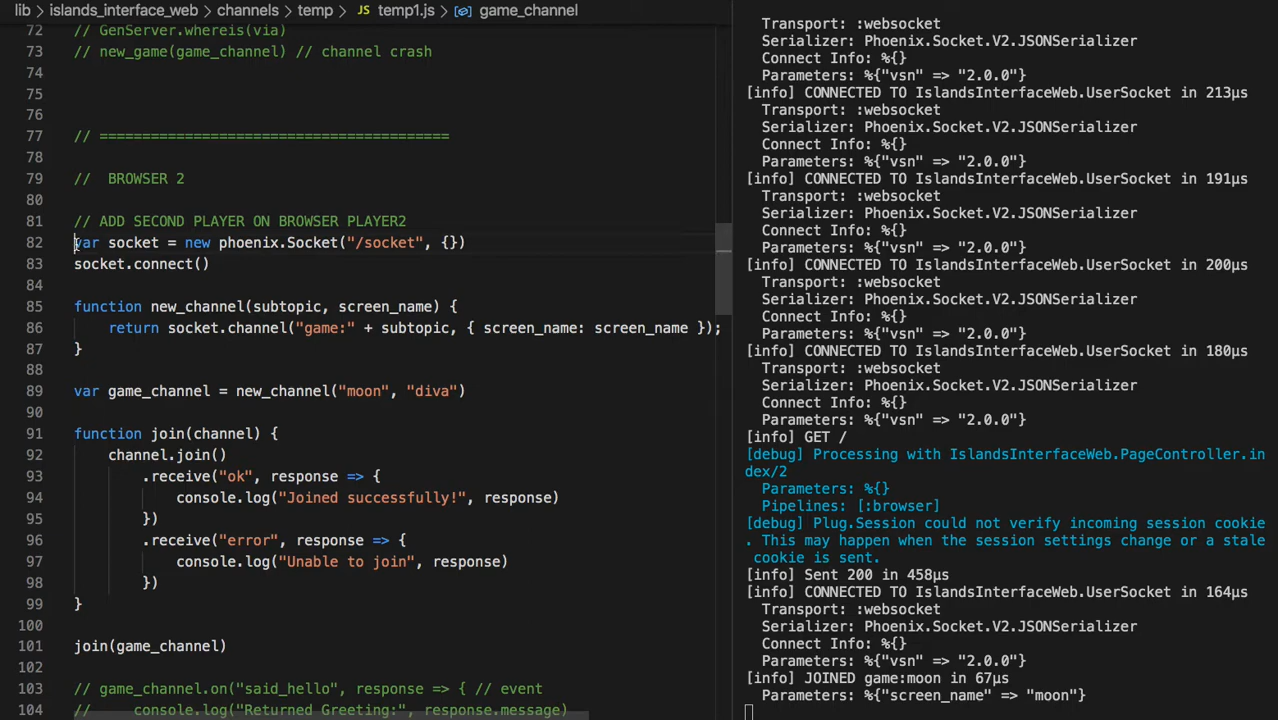 lib › islands_interface_web › channels › temp › JS temp1.js › game_channel
72 // GenServer.whereis(via)
73 // new_game(game_channel) // channel crash
74
75
76
77 // =========================================
78
79 //  BROWSER 2
80
81 // ADD SECOND PLAYER ON BROWSER PLAYER2
82 var socket = new phoenix.Socket("/socket", {})
83 socket.connect()
84
85 function new_channel(subtopic, screen_name) {
86 return socket.channel("game:" + subtopic, { screen_name: screen_name });
87 }
88
89 var game_channel = new_channel("moon", "diva")
90
91 function join(channel) {
92 channel.join()
93 .receive("ok", response => {
94 console.log("Joined successfully!", response)
95 })
96 .receive("error", response => {
97 console.log("Unable to join", response)
98 })
99 }
100
101 join(game_channel)
102
103 // game_channel.on("said_hello", response => { // event
104 //     console.log("Returned Greeting:", response.message)
Transport: :websocket
Serializer: Phoenix.Socket.V2.JSONSerializer
Connect Info: %{}
Parameters: %{"vsn" => "2.0.0"}
[info] CONNECTED TO IslandsInterfaceWeb.UserSocket in 213µs
Transport: :websocket
Serializer: Phoenix.Socket.V2.JSONSerializer
Connect Info: %{}
Parameters: %{"vsn" => "2.0.0"}
[info] CONNECTED TO IslandsInterfaceWeb.UserSocket in 191µs
Transport: :websocket
Serializer: Phoenix.Socket.V2.JSONSerializer
Connect Info: %{}
Parameters: %{"vsn" => "2.0.0"}
[info] CONNECTED TO IslandsInterfaceWeb.UserSocket in 200µs
Transport: :websocket
Serializer: Phoenix.Socket.V2.JSONSerializer
Connect Info: %{}
Parameters: %{"vsn" => "2.0.0"}
[info] CONNECTED TO IslandsInterfaceWeb.UserSocket in 180µs
Transport: :websocket
Serializer: Phoenix.Socket.V2.JSONSerializer
Connect Info: %{}
Parameters: %{"vsn" => "2.0.0"}
[info] GET /
[debug] Processing with IslandsInterfaceWeb.PageController.in
dex/2
Parameters: %{}
Pipelines: [:browser]
[debug] Plug.Session could not verify incoming session cookie
. This may happen when the session settings change or a stale
cookie is sent.
[info] Sent 200 in 458µs
[info] CONNECTED TO IslandsInterfaceWeb.UserSocket in 164µs
Transport: :websocket
Serializer: Phoenix.Socket.V2.JSONSerializer
Connect Info: %{}
Parameters: %{"vsn" => "2.0.0"}
[info] JOINED game:moon in 67µs
Parameters: %{"screen_name" => "moon"}